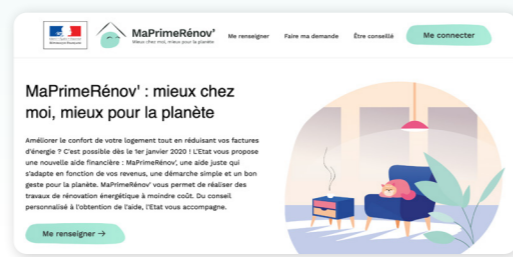 MaPrimeRénov'
Mieux chez moi, mieux pour la planète
Me renseigner
Faire ma demande
Être conseillé
Me connecter
MaPrimeRénov' : mieux chez
moi, mieux pour la planète
Améliorer le confort de votre logement tout en réduisant vos factures
d'énergie ? C'est possible dès le 1er janvier 2020 ! L'Etat vous propose
une nouvelle aide financière : MaPrimeRénov', une aide juste qui
s'adapte en fonction de vos revenus, une démarche simple et un bon
geste pour la planète. MaPrimeRénov' vous permet de réaliser des
travaux de rénovation énergétique à moindre coût. Du conseil
personnalisé à l'obtention de l'aide, l'Etat vous accompagne.
Me renseigner →